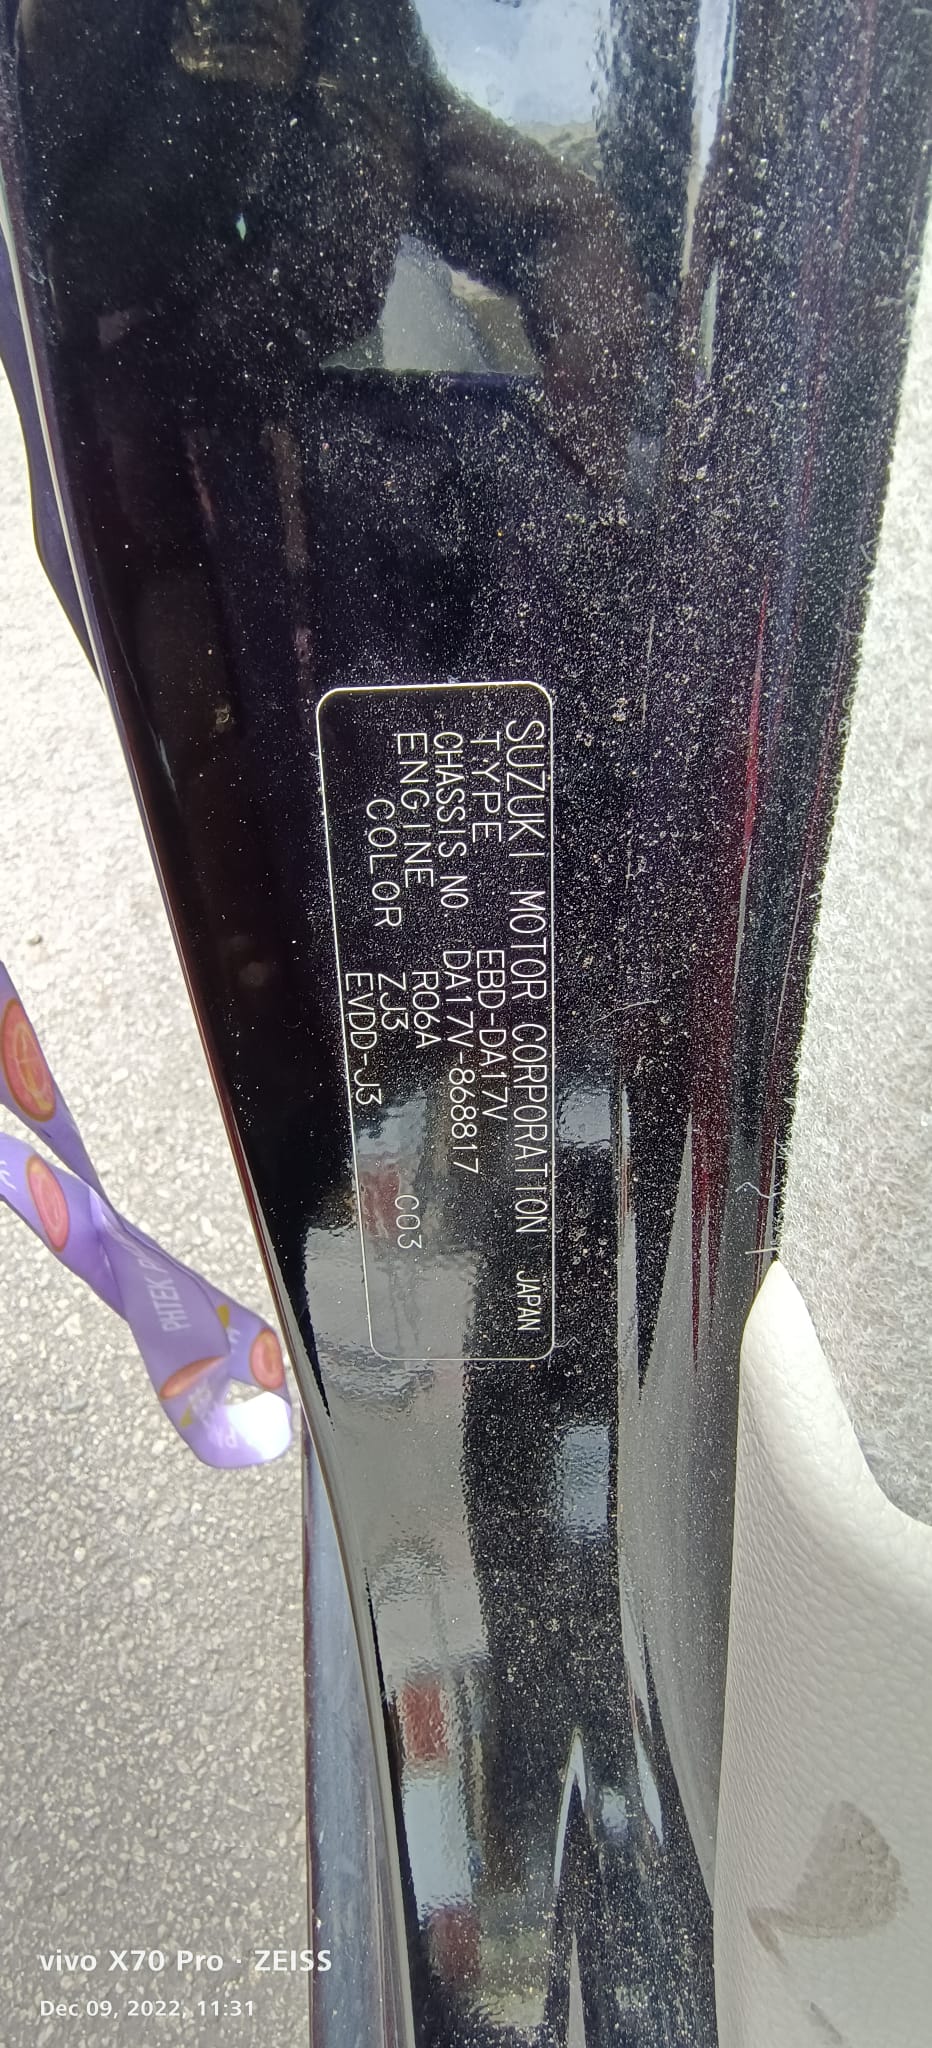 SUZUKI MOTOR CORPORATION JAPAN
TYPE EBD-DA17V
CHASSIS NO. DA17V-868817
ENGINE R06A
COLOR ZJ3 C03
EVDD-J3
PHTEK
vivo X70 Pro · ZEISS
Dec 09, 2022, 11:31